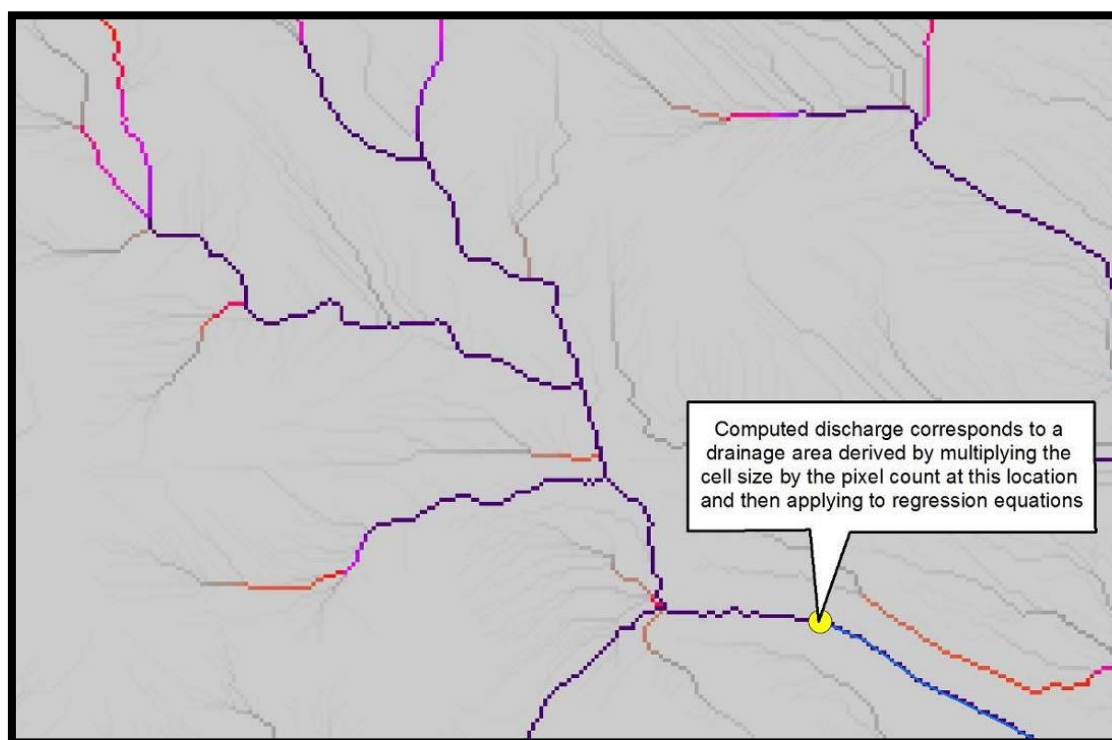 Computed discharge corresponds to a
drainage area derived by multiplying the
cell size by the pixel count at this location
and then applying to regression equations